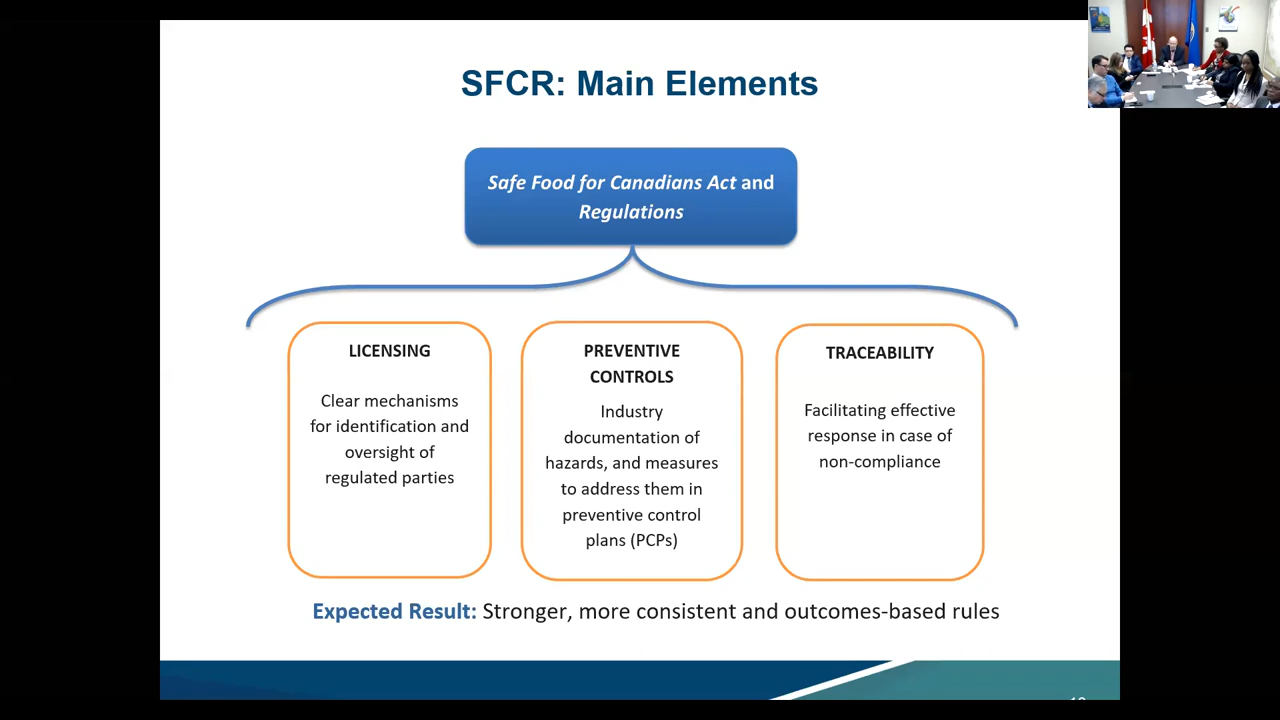 SFCR: Main Elements
Safe Food for Canadians Act and
Regulations
LICENSING
Clear mechanisms
for identification and
oversight of
regulated parties
PREVENTIVE
CONTROLS
Industry
documentation of
hazards, and measures
to address them in
preventive control
plans (PCPs)
TRACEABILITY
Facilitating effective
response in case of
non-compliance
Expected Result: Stronger, more consistent and outcomes-based rules